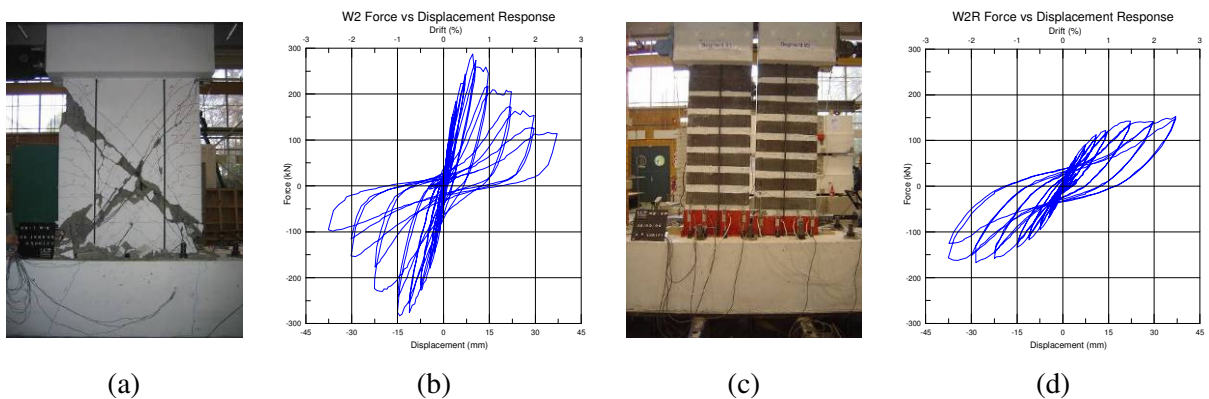 W2 Force vs Displacement Response
Drift (%)
-3 -2 -1 0 1 2 3
300
200
100
0
-100
-200
-300
Force (kN)
-45 -30 -15 0 15 30 45
Displacement (mm)
W2R Force vs Displacement Response
Drift (%)
-3 -2 -1 0 1 2 3
300
200
100
0
-100
-200
-300
Force (kN)
-45 -30 -15 0 15 30 45
Displacement (mm)
(a) (b) (c) (d)